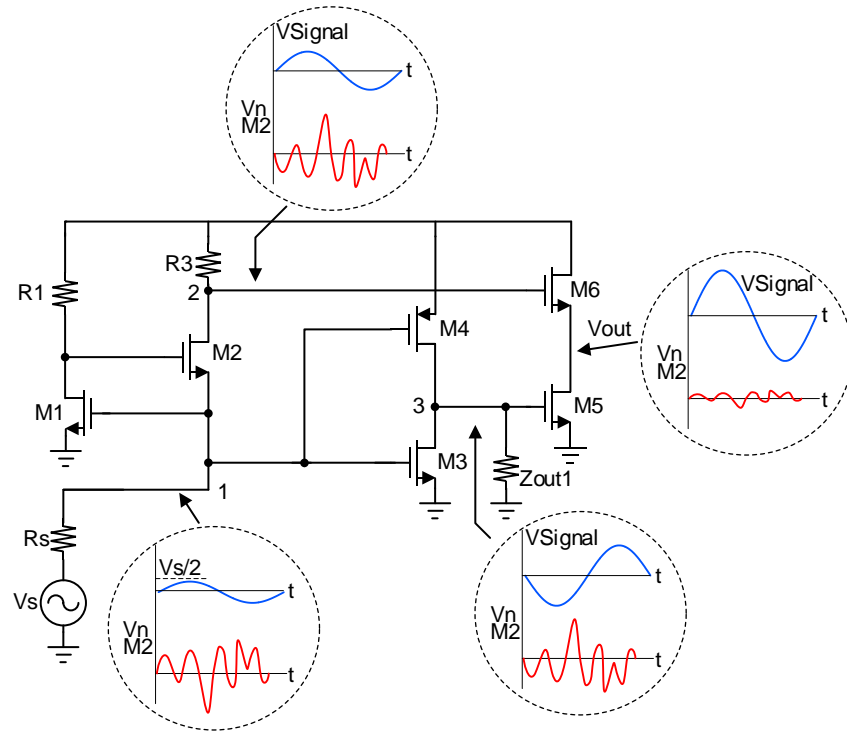 VSignal
t
Vn
M2
t
R3
R1
2
M6
VSignal
M4
Vout
t
M2
Vn
M2
M1
3
M5
t
M3
1
Zout1
Rs
Vs/2
VSignal
t
t
Vs
Vn
M2
Vn
M2
t
t